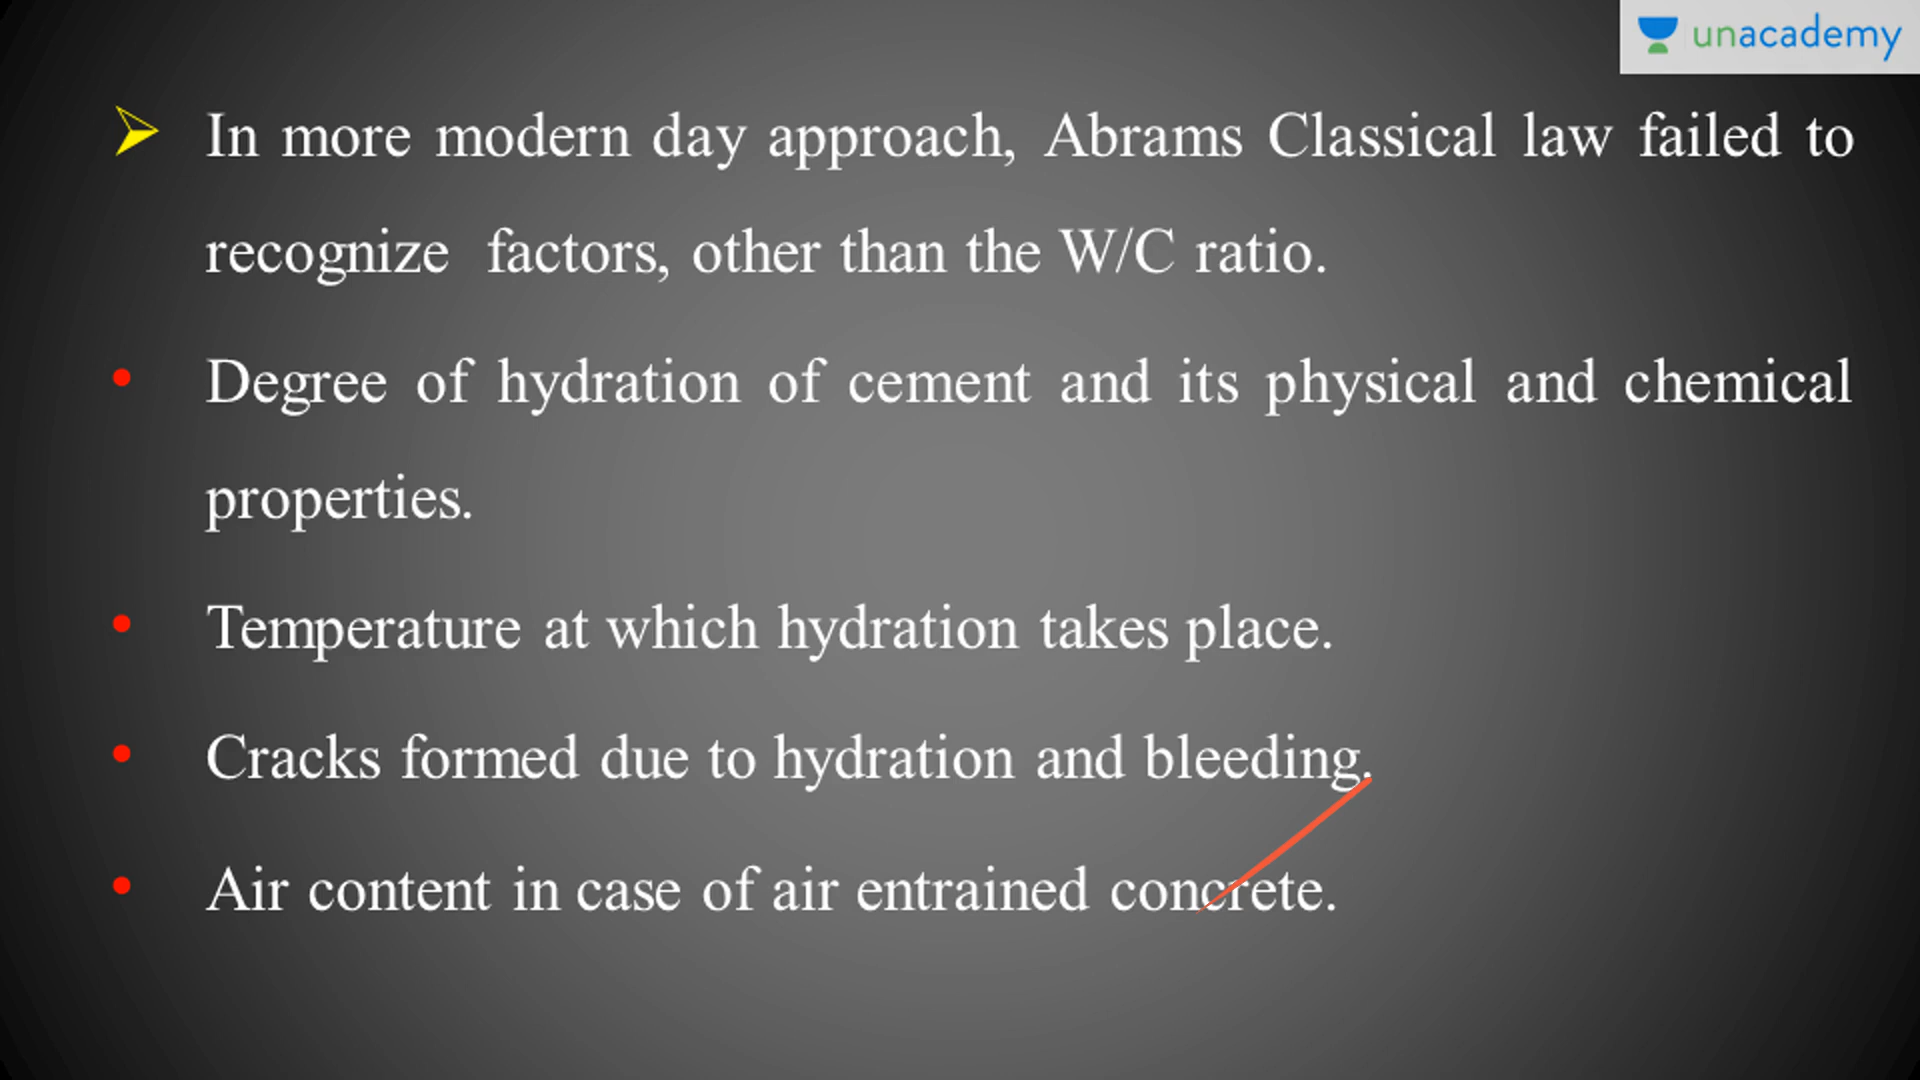 unacademy
In more modern day approach, Abrams Classical law failed to
recognize factors, other than the W/C ratio.
• Degree of hydration of cement and its physical and chemical
properties.
• Temperature at which hydration takes place.
• Cracks formed due to hydration and bleeding.
• Air content in case of air entrained concrete.